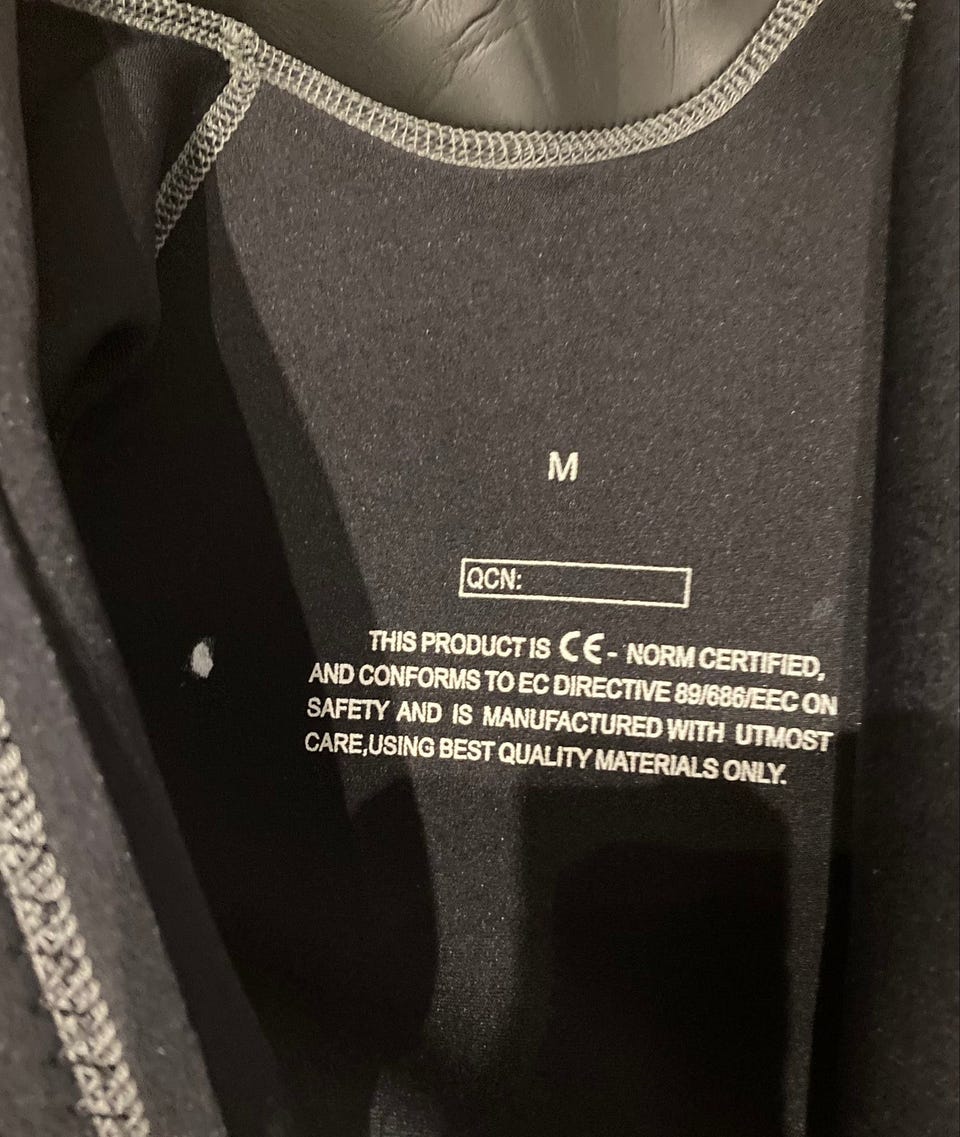 M
QCN:
THIS PRODUCT IS CE - NORM CERTIFIED,
AND CONFORMS TO EC DIRECTIVE 89/686/EEC ON
SAFETY AND IS MANUFACTURED WITH UTMOST
CARE,USING BEST QUALITY MATERIALS ONLY.